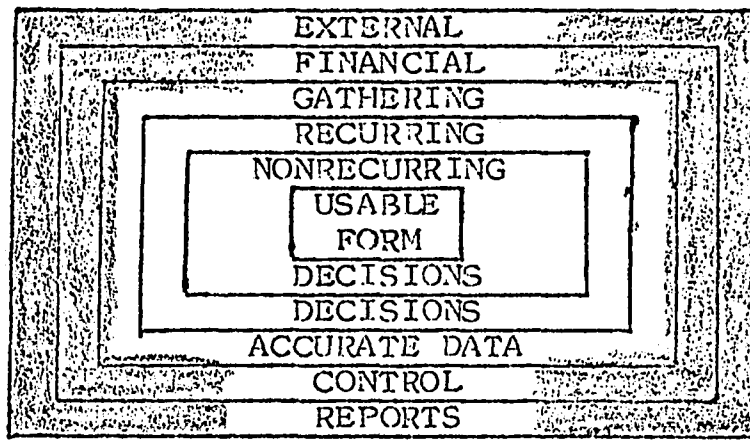 EXTERNAL
FINANCIAL
GATHERING
RECURRING
NONRECURRING
USABLE
FORM
DECISIONS
DECISIONS
ACCURATE DATA
CONTROL
REPORTS